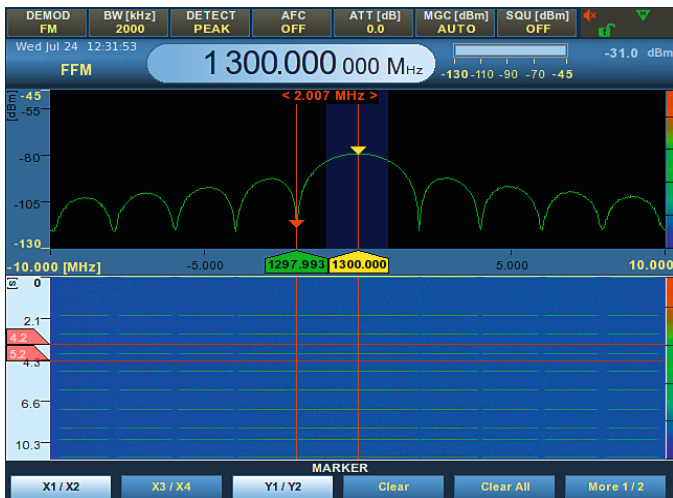 DEMOD BW [kHz] DETECT AFC ATT [dB] MGC [dBm] SQU [dBm]
FM 2000 PEAK OFF 0.0 AUTO OFF
Wed Jul 24 12:31:53
FFM
1 300.000 000 MHz
-130 -110 -90 -70 -45
-31.0 dBm
< 2.007 MHz >
[dBm]
-45
-55
-80
-105
-130
-10.000 [MHz] -5.000 1297.993 1300.000 5.000 10.000
[s]
0
2.1
4.2
5.2
4.3
6.6
10.3
MARKER
X1 / X2 X3 / X4 Y1 / Y2 Clear Clear All More 1 / 2